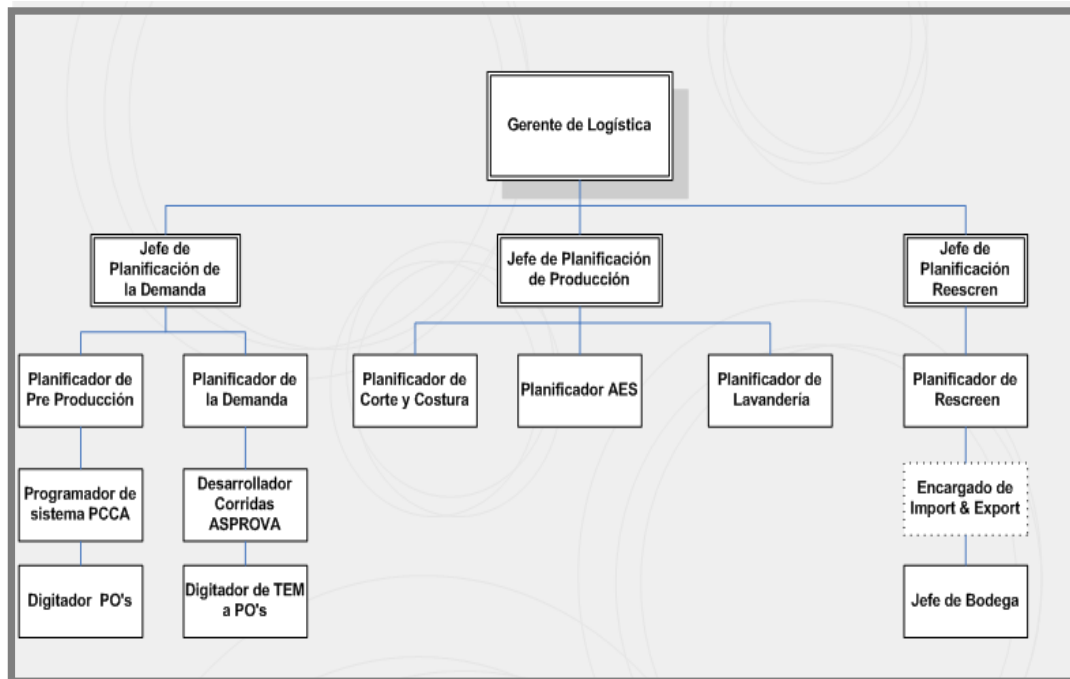 Gerente de Logística
Jefe de
Planificación de
la Demanda
Jefe de Planificación
de Producción
Jefe de
Planificación
Reescren
Planificador de
Pre Producción
Planificador de
la Demanda
Planificador de
Corte y Costura
Planificador AES
Planificador de
Lavandería
Planificador de
Rescreen
Programador de
sistema PCCA
Desarrollador
Corridas
ASPROVA
Encargado de
Import & Export
Digitador PO's
Digitador de TEM
a PO's
Jefe de Bodega